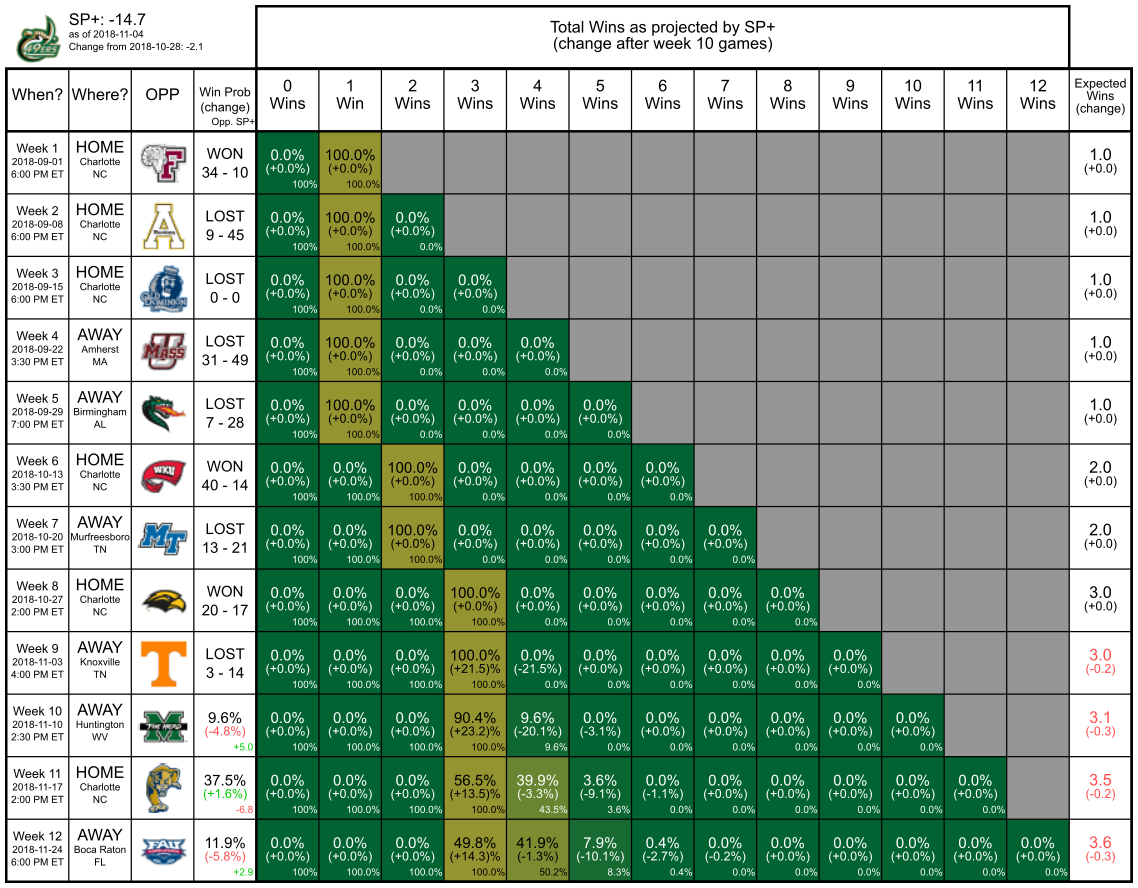 SP+: -14.7
as of 2018-11-04
Change from 2018-10-28: -2.1
49ERS
Total Wins as projected by SP+
(change after week 10 games)
When? Where? OPP Win Prob (change) Opp. SP+ 0 Wins 1 Win 2 Wins 3 Wins 4 Wins 5 Wins 6 Wins 7 Wins 8 Wins 9 Wins 10 Wins 11 Wins 12 Wins Expected Wins (change)
Week 1 HOME F WON 0.0% 100.0% 1.0
2018-09-01 Charlotte (+0.0%) (+0.0%) (+0.0)
6:00 PM ET NC 34 - 10 100% 100.0%
Week 2 HOME A LOST 0.0% 100.0% 0.0% 1.0
2018-09-08 Charlotte (+0.0%) (+0.0%) (+0.0%) (+0.0)
6:00 PM ET NC 9 - 45 100% 100.0% 0.0%
Week 3 HOME LOST 0.0% 100.0% 0.0% 0.0% 1.0
2018-09-15 Charlotte (+0.0%) (+0.0%) (+0.0%) (+0.0%) (+0.0)
6:00 PM ET NC DOMINION 0 - 0 100% 100.0% 0.0% 0.0%
Week 4 AWAY LOST 0.0% 100.0% 0.0% 0.0% 0.0% 1.0
2018-09-22 Amherst MASS (+0.0%) (+0.0%) (+0.0%) (+0.0%) (+0.0%) (+0.0)
3:30 PM ET MA 31 - 49 100% 100.0% 0.0% 0.0% 0.0%
Week 5 AWAY LOST 0.0% 100.0% 0.0% 0.0% 0.0% 0.0% 1.0
2018-09-29 Birmingham (+0.0%) (+0.0%) (+0.0%) (+0.0%) (+0.0%) (+0.0%) (+0.0)
7:00 PM ET AL 7 - 28 100% 100.0% 0.0% 0.0% 0.0% 0.0%
Week 6 HOME WKU WON 0.0% 0.0% 100.0% 0.0% 0.0% 0.0% 0.0% 2.0
2018-10-13 Charlotte (+0.0%) (+0.0%) (+0.0%) (+0.0%) (+0.0%) (+0.0%) (+0.0%) (+0.0)
3:30 PM ET NC 40 - 14 100% 100.0% 100.0% 0.0% 0.0% 0.0% 0.0%
Week 7 AWAY MT LOST 0.0% 0.0% 100.0% 0.0% 0.0% 0.0% 0.0% 0.0% 2.0
2018-10-20 Murfreesboro (+0.0%) (+0.0%) (+0.0%) (+0.0%) (+0.0%) (+0.0%) (+0.0%) (+0.0%) (+0.0)
3:00 PM ET TN 13 - 21 100% 100.0% 100.0% 0.0% 0.0% 0.0% 0.0% 0.0%
Week 8 HOME WON 0.0% 0.0% 0.0% 100.0% 0.0% 0.0% 0.0% 0.0% 0.0% 3.0
2018-10-27 Charlotte (+0.0%) (+0.0%) (+0.0%) (+0.0%) (+0.0%) (+0.0%) (+0.0%) (+0.0%) (+0.0%) (+0.0)
2:00 PM ET NC 20 - 17 100% 100.0% 100.0% 100.0% 0.0% 0.0% 0.0% 0.0% 0.0%
Week 9 AWAY T LOST 0.0% 0.0% 0.0% 100.0% 0.0% 0.0% 0.0% 0.0% 0.0% 0.0% 3.0
2018-11-03 Knoxville (+0.0%) (+0.0%) (+0.0%) (+21.5)% (-21.5%) (+0.0%) (+0.0%) (+0.0%) (+0.0%) (+0.0%) (-0.2)
4:00 PM ET TN 3 - 14 100% 100.0% 100.0% 100.0% 0.0% 0.0% 0.0% 0.0% 0.0% 0.0%
Week 10 AWAY 9.6% 0.0% 0.0% 0.0% 90.4% 9.6% 0.0% 0.0% 0.0% 0.0% 0.0% 0.0% 3.1
2018-11-10 Huntington THE HERD (-4.8%) (+0.0%) (+0.0%) (+0.0%) (+23.2)% (-20.1%) (-3.1%) (+0.0%) (+0.0%) (+0.0%) (+0.0%) (+0.0%) (-0.3)
2:30 PM ET WV +5.0 100% 100.0% 100.0% 100.0% 9.6% 0.0% 0.0% 0.0% 0.0% 0.0% 0.0%
Week 11 HOME 37.5% 0.0% 0.0% 0.0% 56.5% 39.9% 3.6% 0.0% 0.0% 0.0% 0.0% 0.0% 0.0% 3.5
2018-11-17 Charlotte (+1.6%) (+0.0%) (+0.0%) (+0.0%) (+13.5)% (-3.3%) (-9.1%) (-1.1%) (+0.0%) (+0.0%) (+0.0%) (+0.0%) (+0.0%) (-0.2)
2:00 PM ET NC -6.8 100% 100.0% 100.0% 100.0% 43.5% 3.6% 0.0% 0.0% 0.0% 0.0% 0.0% 0.0%
Week 12 AWAY FAU 11.9% 0.0% 0.0% 0.0% 49.8% 41.9% 7.9% 0.4% 0.0% 0.0% 0.0% 0.0% 0.0% 0.0% 3.6
2018-11-24 Boca Raton (-5.8%) (+0.0%) (+0.0%) (+0.0%) (+14.3)% (-1.3%) (-10.1%) (-2.7%) (-0.2%) (+0.0%) (+0.0%) (+0.0%) (+0.0%) (+0.0%) (-0.3)
6:00 PM ET FL +2.9 100% 100.0% 100.0% 100.0% 50.2% 8.3% 0.4% 0.0% 0.0% 0.0% 0.0% 0.0% 0.0%